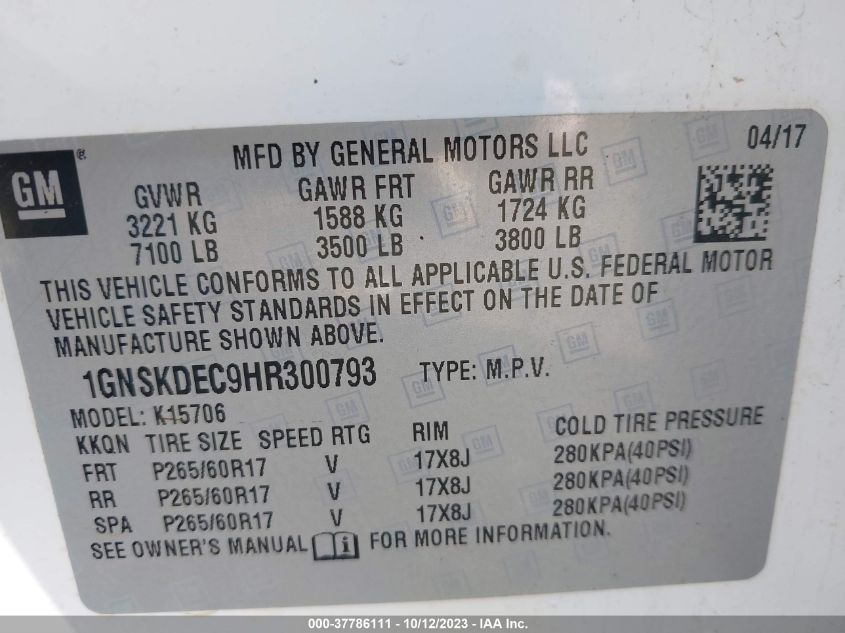 GM ®
MFD BY GENERAL MOTORS LLC 04/17
GVWR GAWR FRT GAWR RR
3221 KG 1588 KG 1724 KG
7100 LB 3500 LB 3800 LB
THIS VEHICLE CONFORMS TO ALL APPLICABLE U.S. FEDERAL MOTOR
VEHICLE SAFETY STANDARDS IN EFFECT ON THE DATE OF
MANUFACTURE SHOWN ABOVE.
1GNSKDEC9HR300793 TYPE: M.P.V.
MODEL: K15706
KKQN TIRE SIZE SPEED RTG RIM COLD TIRE PRESSURE
FRT P265/60R17 V 17X8J 280KPA(40PSI)
RR P265/60R17 V 17X8J 280KPA(40PSI)
SPA P265/60R17 V 17X8J 280KPA(40PSI)
SEE OWNER'S MANUAL i FOR MORE INFORMATION.
000-37786111 - 10/12/2023 - IAA Inc.